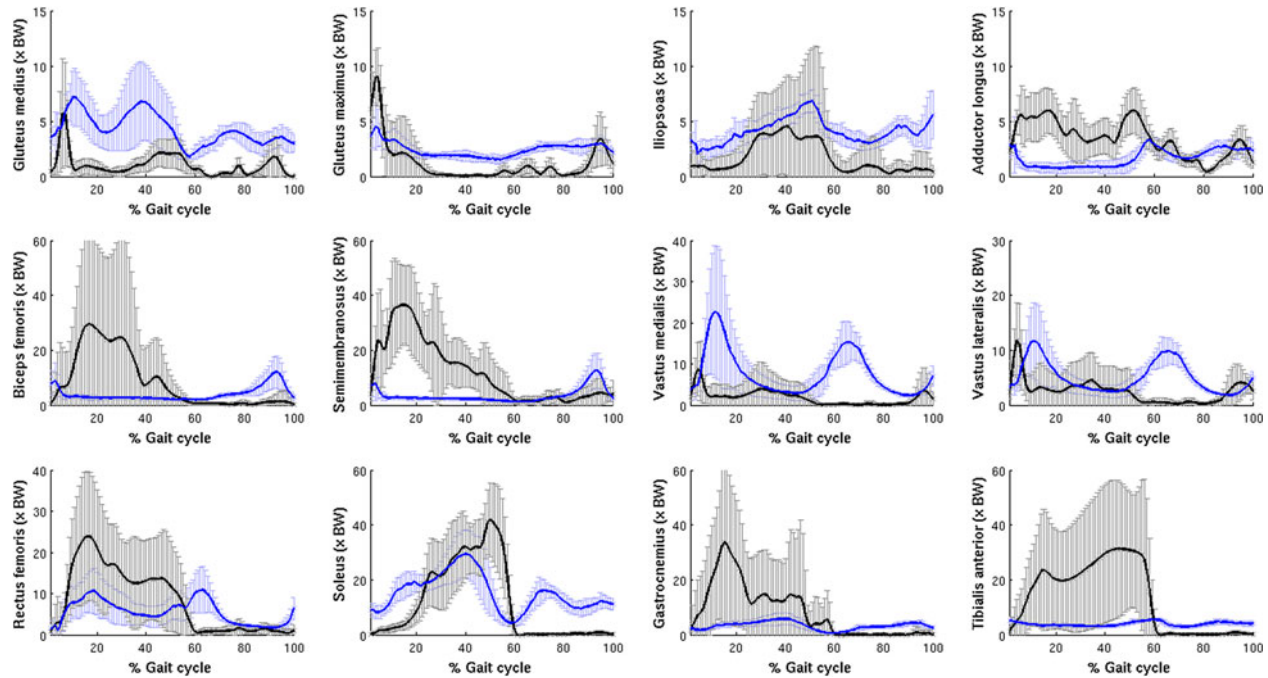 Gluteus medius (x BW)
15
10
5
0
20 40 60 80 100
% Gait cycle
Gluteus maximus (x BW)
15
10
5
0
20 40 60 80 100
% Gait cycle
Iliopsoas (x BW)
15
10
5
0
20 40 60 80 100
% Gait cycle
Adductor longus (x BW)
15
10
5
0
20 40 60 80 100
% Gait cycle
Biceps femoris (x BW)
60
40
20
0
20 40 60 80 100
% Gait cycle
Semimembranosus (x BW)
60
40
20
0
20 40 60 80 100
% Gait cycle
Vastus medialis (x BW)
40
30
20
10
0
20 40 60 80 100
% Gait cycle
Vastus lateralis (x BW)
30
20
10
0
20 40 60 80 100
% Gait cycle
Rectus femoris (x BW)
40
30
20
10
0
20 40 60 80 100
% Gait cycle
Soleus (x BW)
60
40
20
0
20 40 60 80 100
% Gait cycle
Gastrocnemius (x BW)
60
40
20
0
20 40 60 80 100
% Gait cycle
Tibialis anterior (x BW)
60
40
20
0
20 40 60 80 100
% Gait cycle